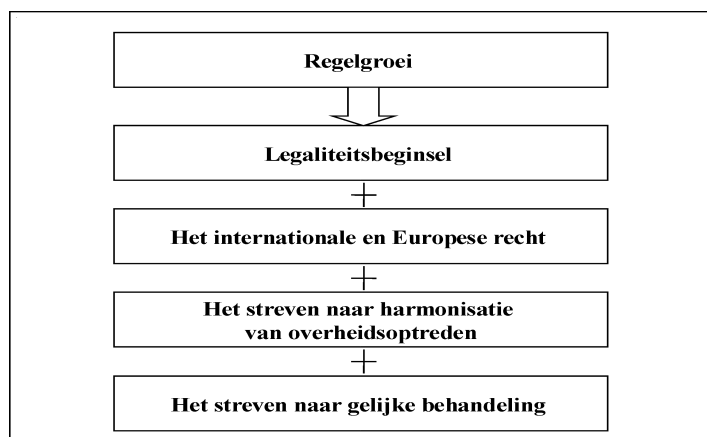 Regelgroei
Legaliteitsbeginsel
+
Het internationale en Europese recht
+
Het streven naar harmonisatie
van overheidsoptreden
+
Het streven naar gelijke behandeling